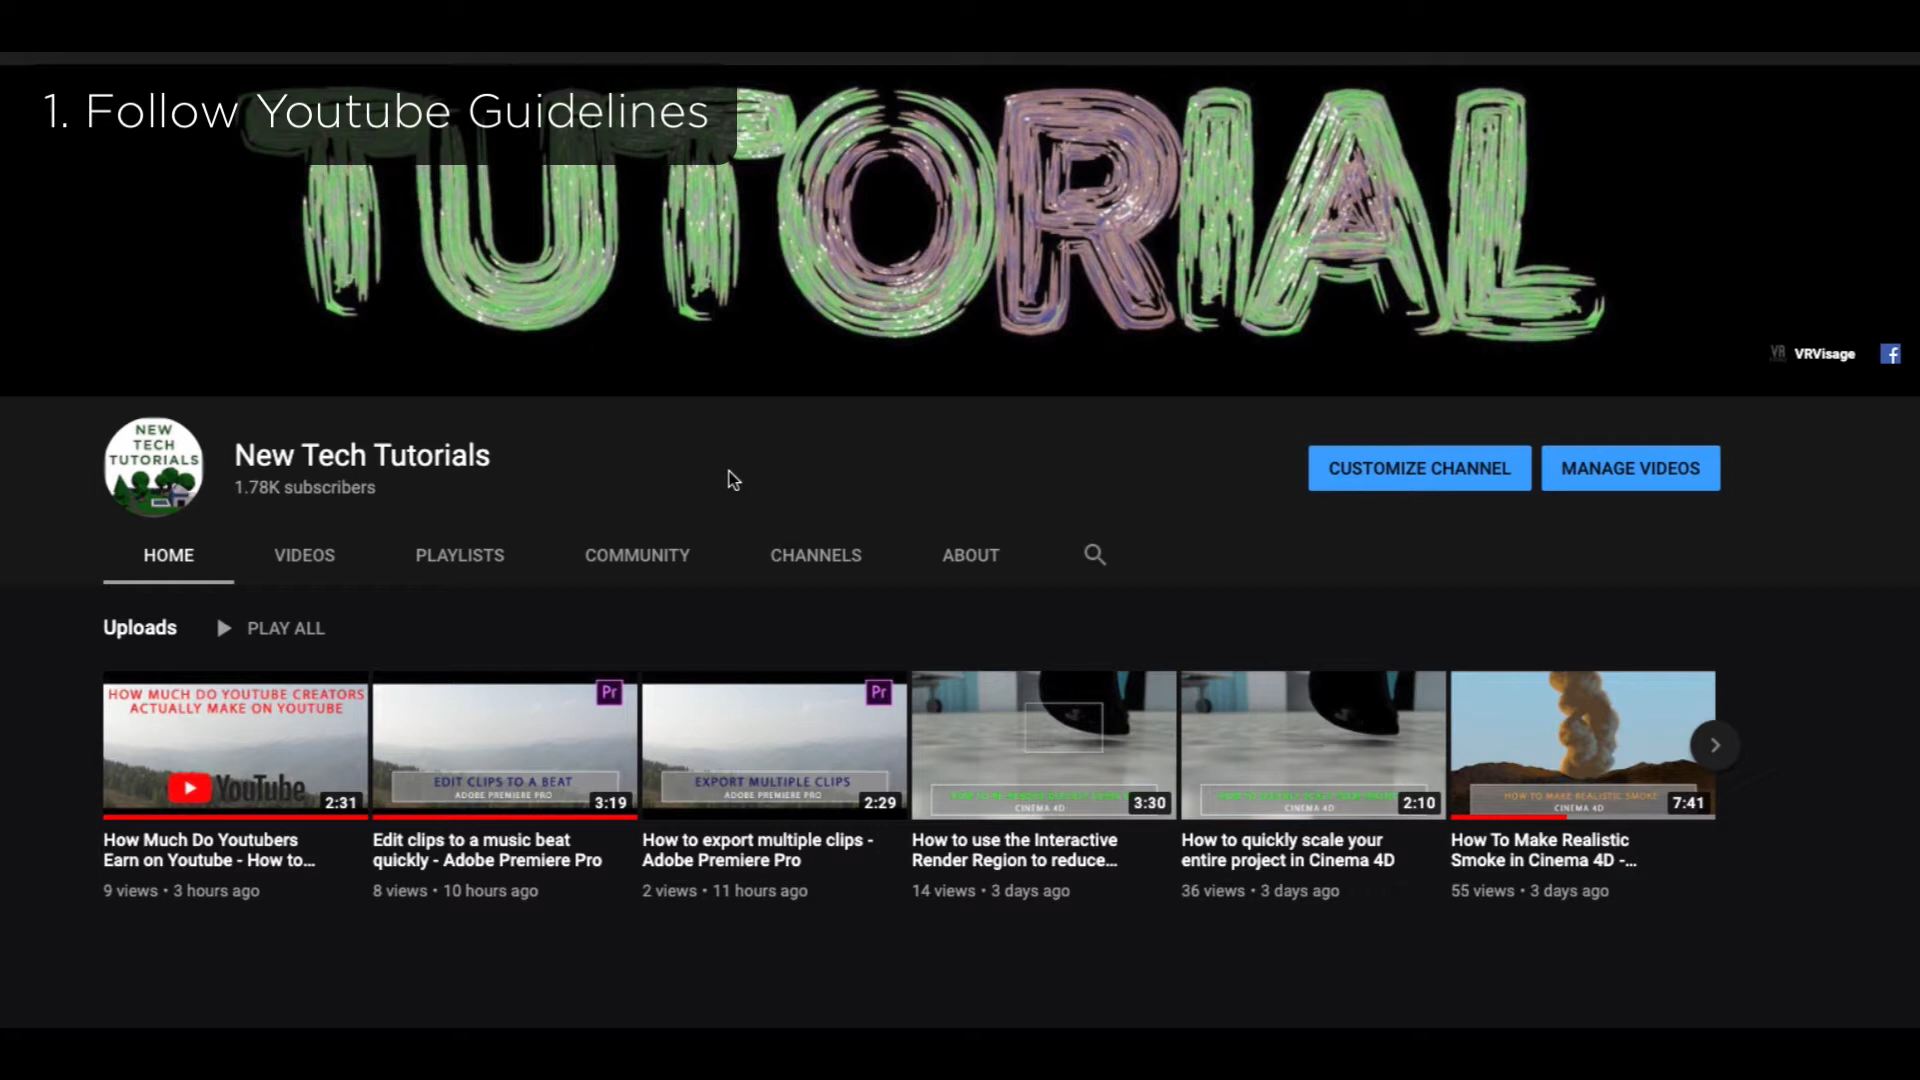 1. Follow Youtube Guidelines
TUTORIAL
VRVisage
NEW
TECH
TUTORIALS
New Tech Tutorials
1.78K subscribers
CUSTOMIZE CHANNEL
MANAGE VIDEOS
HOME
VIDEOS
PLAYLISTS
COMMUNITY
CHANNELS
ABOUT
Uploads
PLAY ALL
HOW MUCH DO YOUTUBE CREATORS
ACTUALLY MAKE ON YOUTUBE
YouTube
2:31
How Much Do Youtubers
Earn on Youtube - How to...
9 views • 3 hours ago
Pr
EDIT CLIPS TO A BEAT
ADOBE PREMIERE PRO
3:19
Edit clips to a music beat
quickly - Adobe Premiere Pro
8 views • 10 hours ago
Pr
EXPORT MULTIPLE CLIPS
ADOBE PREMIERE PRO
2:29
How to export multiple clips -
Adobe Premiere Pro
2 views • 11 hours ago
CINEMA 4D
3:30
How to use the Interactive
Render Region to reduce...
14 views • 3 days ago
CINEMA 4D
2:10
How to quickly scale your
entire project in Cinema 4D
36 views • 3 days ago
HOW TO MAKE REALISTIC SMOKE
CINEMA 4D
7:41
How To Make Realistic
Smoke in Cinema 4D -...
55 views • 3 days ago